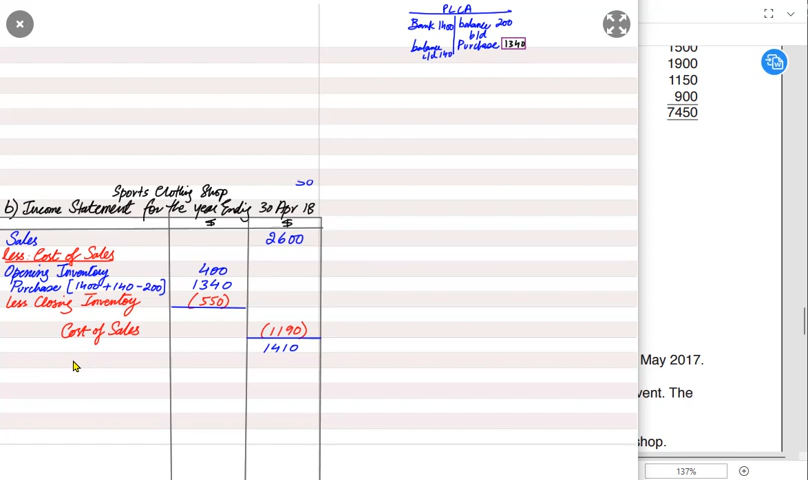 PLCA
Bank 1400 balance 200
b/d
balance Purchase 1340
c/d 140
1500
1900
1150
900
7450
Sports Clothing Shop
b) Income Statement for the year Ending 30 Apr 18
$ $
Sales 2600
less: Cost of Sales
Opening Inventory 400
Purchase [1400+140-200] 1340
less Closing Inventory (550)
Cost of Sales (1190)
1410
May 2017.
vent. The
shop.
137%